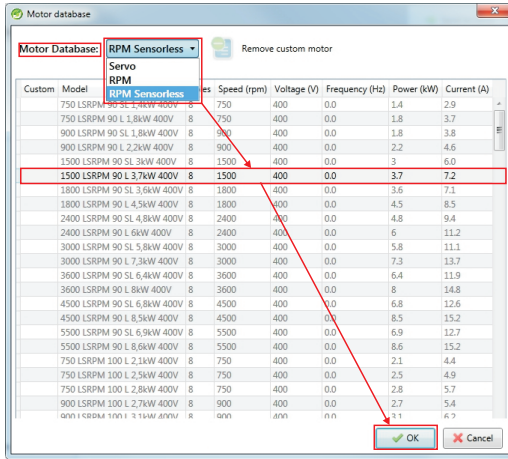 Motor database
Motor Database: RPM Sensorless Remove custom motor
Servo
RPM
RPM Sensorless
Custom Model es Speed (rpm) Voltage (V) Frequency (Hz) Power (kW) Current (A)
750 LSRPM 90 SL 1,4kW 400V 8 750 400 0.0 1.4 2.9
750 LSRPM 90 L 1,8kW 400V 8 750 400 0.0 1.8 3.7
900 LSRPM 90 SL 1,8kW 400V 8 900 400 0.0 1.8 3.8
900 LSRPM 90 L 2,2kW 400V 8 900 400 0.0 2.2 4.6
1500 LSRPM 90 SL 3kW 400V 8 1500 400 0.0 3 6.0
1500 LSRPM 90 L 3,7kW 400V 8 1500 400 0.0 3.7 7.2
1800 LSRPM 90 SL 3,6kW 400V 8 1800 400 0.0 3.6 7.1
1800 LSRPM 90 L 4,5kW 400V 8 1800 400 0.0 4.5 8.5
2400 LSRPM 90 SL 4,8kW 400V 8 2400 400 0.0 4.8 9.4
2400 LSRPM 90 L 6kW 400V 8 2400 400 0.0 6 11.2
3000 LSRPM 90 SL 5,8kW 400V 8 3000 400 0.0 5.8 11.1
3000 LSRPM 90 L 7,3kW 400V 8 3000 400 0.0 7.3 13.7
3600 LSRPM 90 SL 6,4kW 400V 8 3600 400 0.0 6.4 11.9
3600 LSRPM 90 L 8kW 400V 8 3600 400 0.0 8 14.8
4500 LSRPM 90 SL 6,8kW 400V 8 4500 400 0.0 6.8 12.6
4500 LSRPM 90 L 8,5kW 400V 8 4500 400 0.0 8.5 15.2
5500 LSRPM 90 SL 6,9kW 400V 8 5500 400 0.0 6.9 12.7
5500 LSRPM 90 L 8,6kW 400V 8 5500 400 0.0 8.6 15.2
750 LSRPM 100 L 2,1kW 400V 8 750 400 0.0 2.1 4.4
750 LSRPM 100 L 2,5kW 400V 8 750 400 0.0 2.5 4.9
750 LSRPM 100 L 2,8kW 400V 8 750 400 0.0 2.8 5.7
900 LSRPM 100 L 2,7kW 400V 8 900 400 0.0 2.7 5.4
900 LSRPM 100 L 3,1kW 400V 8 900 400 0.0 3.1 6.2
OK Cancel